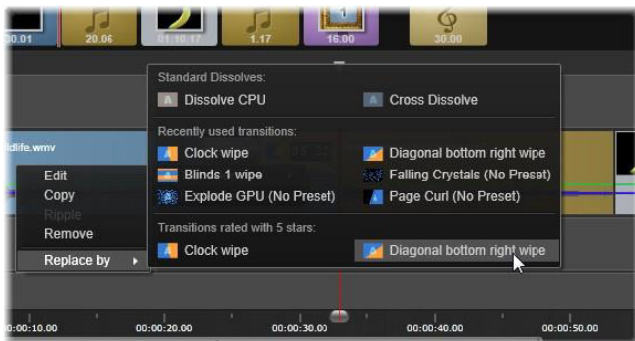 00.01 20.06 01:10.17 1.17 16.00 30.00
Standard Dissolves:
Dissolve CPU Cross Dissolve
Recently used transitions:
Clock wipe Diagonal bottom right wipe
Blinds 1 wipe Falling Crystals (No Preset)
Explode GPU (No Preset) Page Curl (No Preset)
Transitions rated with 5 stars:
Clock wipe Diagonal bottom right wipe
ldlife.wmv
Edit
Copy
Ripple
Remove
Replace by
0:00:10.00 00:00:20.00 00:00:30.00 00:00:40.00 00:00:50.00